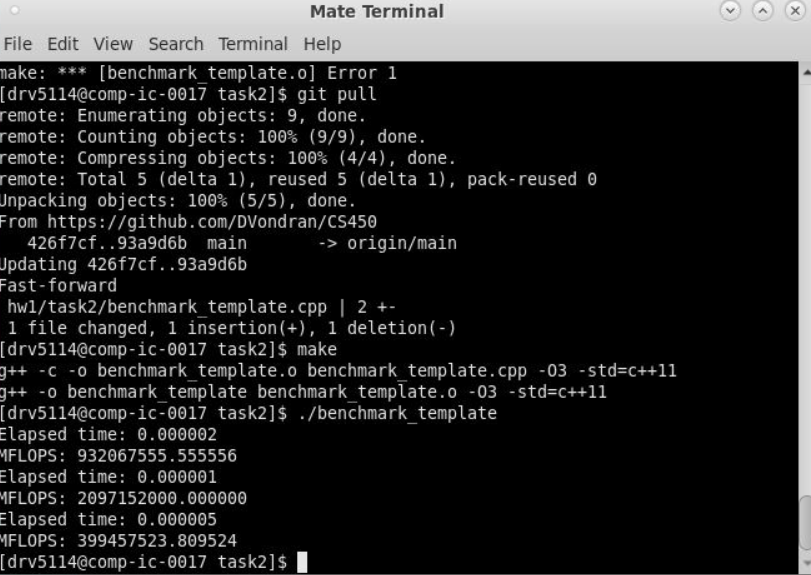 Mate Terminal
File Edit View Search Terminal Help
make: *** [benchmark_template.o] Error 1
[drv5114@comp-ic-0017 task2]$ git pull
remote: Enumerating objects: 9, done.
remote: Counting objects: 100% (9/9), done.
remote: Compressing objects: 100% (4/4), done.
remote: Total 5 (delta 1), reused 5 (delta 1), pack-reused 0
Unpacking objects: 100% (5/5), done.
From https://github.com/DVondran/CS450
   426f7cf..93a9d6b  main       -> origin/main
Updating 426f7cf..93a9d6b
Fast-forward
 hw1/task2/benchmark_template.cpp | 2 +-
 1 file changed, 1 insertion(+), 1 deletion(-)
[drv5114@comp-ic-0017 task2]$ make
g++ -c -o benchmark_template.o benchmark_template.cpp -O3 -std=c++11
g++ -o benchmark_template benchmark_template.o -O3 -std=c++11
[drv5114@comp-ic-0017 task2]$ ./benchmark_template
Elapsed time: 0.000002
MFLOPS: 932067555.555556
Elapsed time: 0.000001
MFLOPS: 2097152000.000000
Elapsed time: 0.000005
MFLOPS: 399457523.809524
[drv5114@comp-ic-0017 task2]$